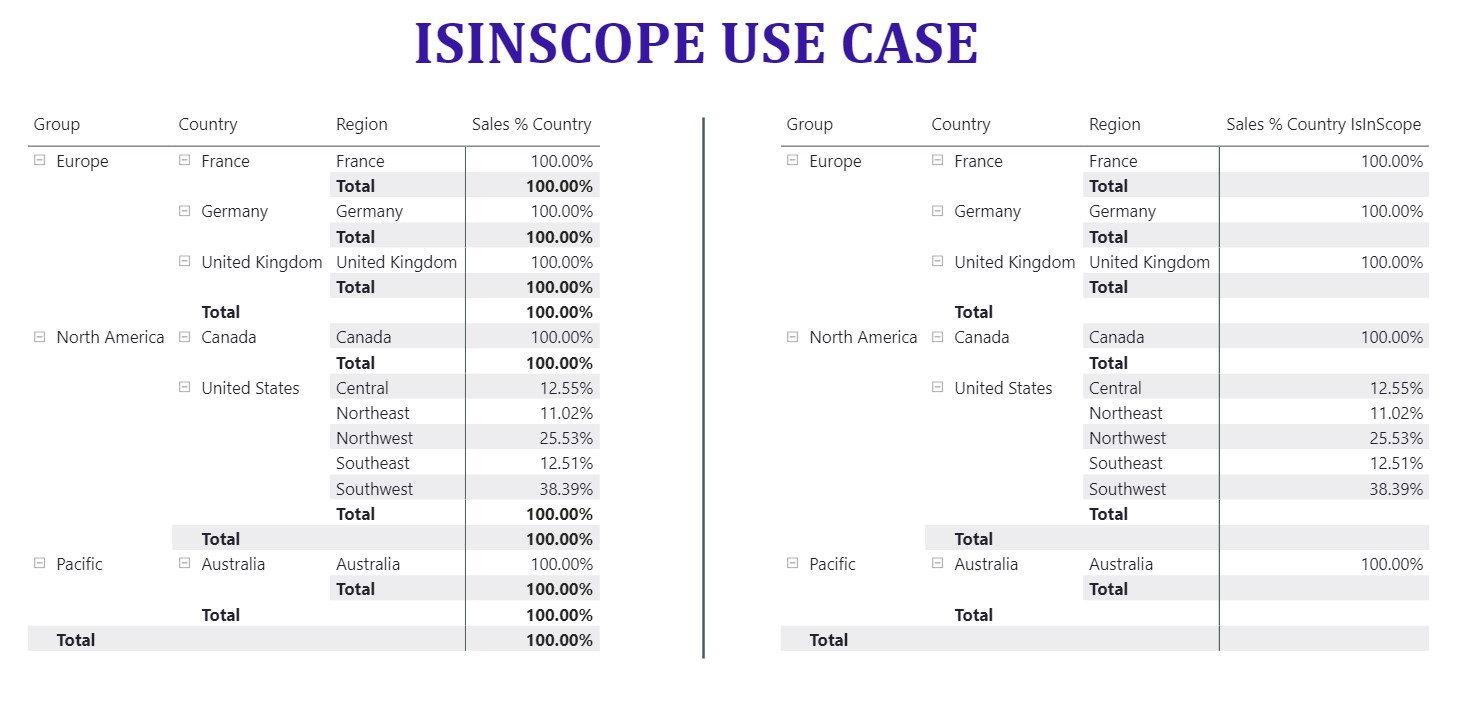 ISINSCOPE USE CASE
Group Country Region Sales % Country
Europe France France 100.00%
Total 100.00%
Germany Germany 100.00%
Total 100.00%
United Kingdom United Kingdom 100.00%
Total 100.00%
Total 100.00%
North America Canada Canada 100.00%
Total 100.00%
United States Central 12.55%
Northeast 11.02%
Northwest 25.53%
Southeast 12.51%
Southwest 38.39%
Total 100.00%
Total 100.00%
Pacific Australia Australia 100.00%
Total 100.00%
Total 100.00%
Total 100.00%
Group Country Region Sales % Country IsInScope
Europe France France 100.00%
Total
Germany Germany 100.00%
Total
United Kingdom United Kingdom 100.00%
Total
Total
North America Canada Canada 100.00%
Total
United States Central 12.55%
Northeast 11.02%
Northwest 25.53%
Southeast 12.51%
Southwest 38.39%
Total
Total
Pacific Australia Australia 100.00%
Total
Total
Total